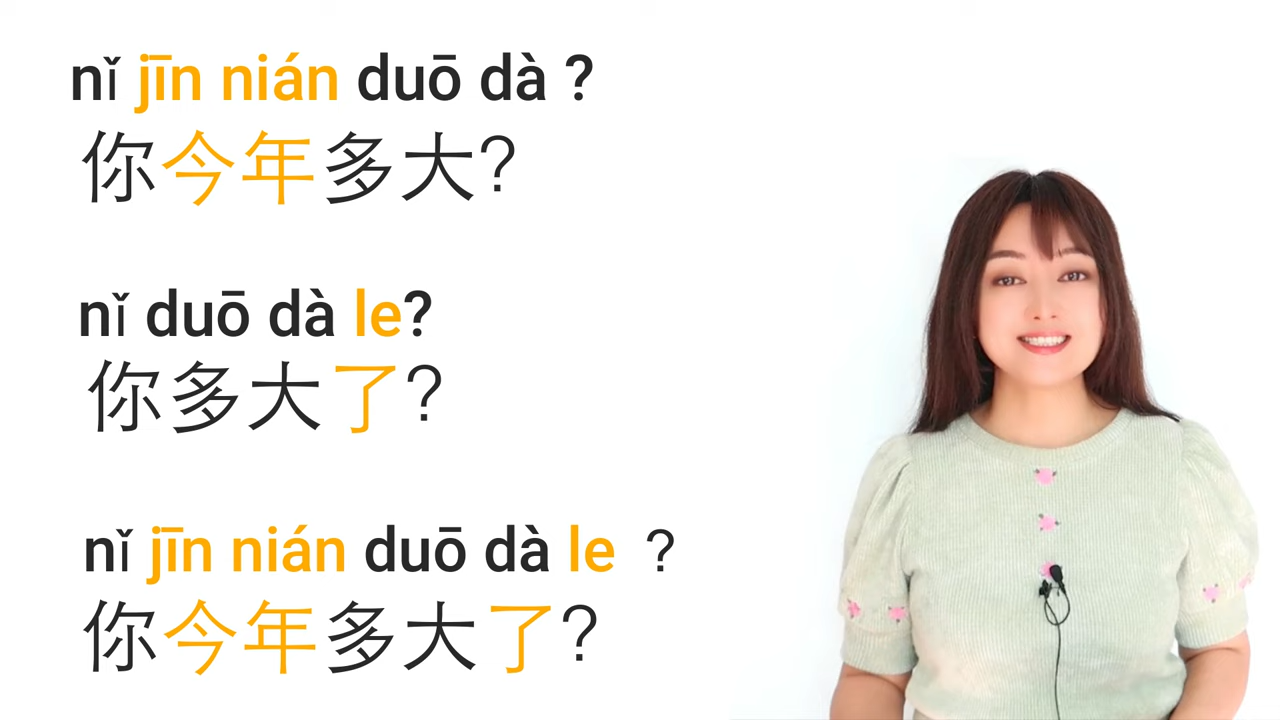 nǐ jīn nián duō dà ?
你今年多大?
nǐ duō dà le?
你多大了?
nǐ jīn nián duō dà le ?
你今年多大了?